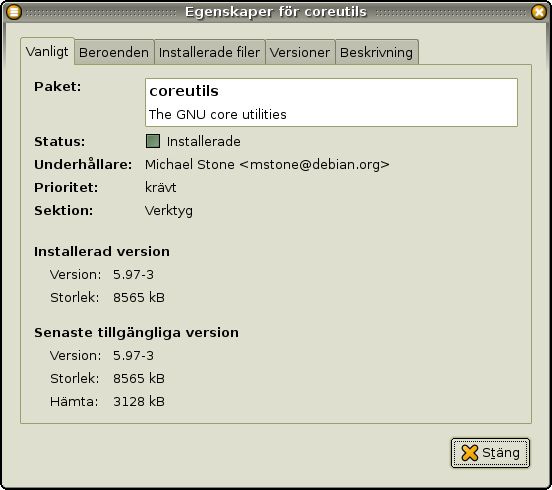 Egenskaper för coreutils
Vanligt Beroenden Installerade filer Versioner Beskrivning
Paket: coreutils
The GNU core utilities
Status: Installerade
Underhållare: Michael Stone <mstone@debian.org>
Prioritet: krävt
Sektion: Verktyg
Installerad version
Version: 5.97-3
Storlek: 8565 kB
Senaste tillgängliga version
Version: 5.97-3
Storlek: 8565 kB
Hämta: 3128 kB
Stäng